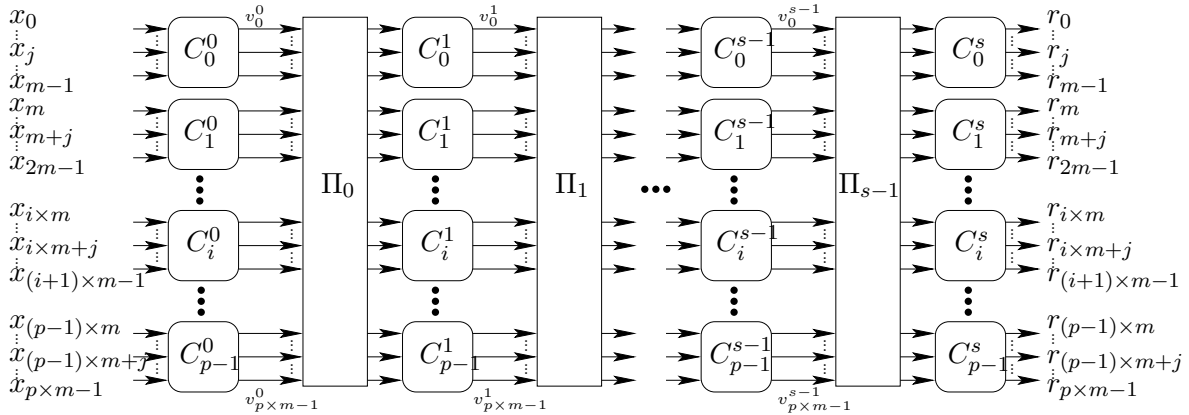 x_0 v_0^0 v_0^1 v_0^{s-1} r_0
x_j C_0^0 C_0^1 C_0^{s-1} C_0^s r_j
x_{m-1} r_{m-1}
x_m r_m
x_{m+j} C_1^0 C_1^1 C_1^{s-1} C_1^s r_{m+j}
x_{2m-1} r_{2m-1}
Π_0 Π_1 Π_{s-1}
x_{i×m} r_{i×m}
x_{i×m+j} C_i^0 C_i^1 C_i^{s-1} C_i^s r_{i×m+j}
x_{(i+1)×m-1} r_{(i+1)×m-1}
x_{(p-1)×m} r_{(p-1)×m}
x_{(p-1)×m+j} C_{p-1}^0 C_{p-1}^1 C_{p-1}^{s-1} C_{p-1}^s r_{(p-1)×m+j}
x_{p×m-1} r_{p×m-1}
v_{p×m-1}^0 v_{p×m-1}^1 v_{p×m-1}^{s-1}